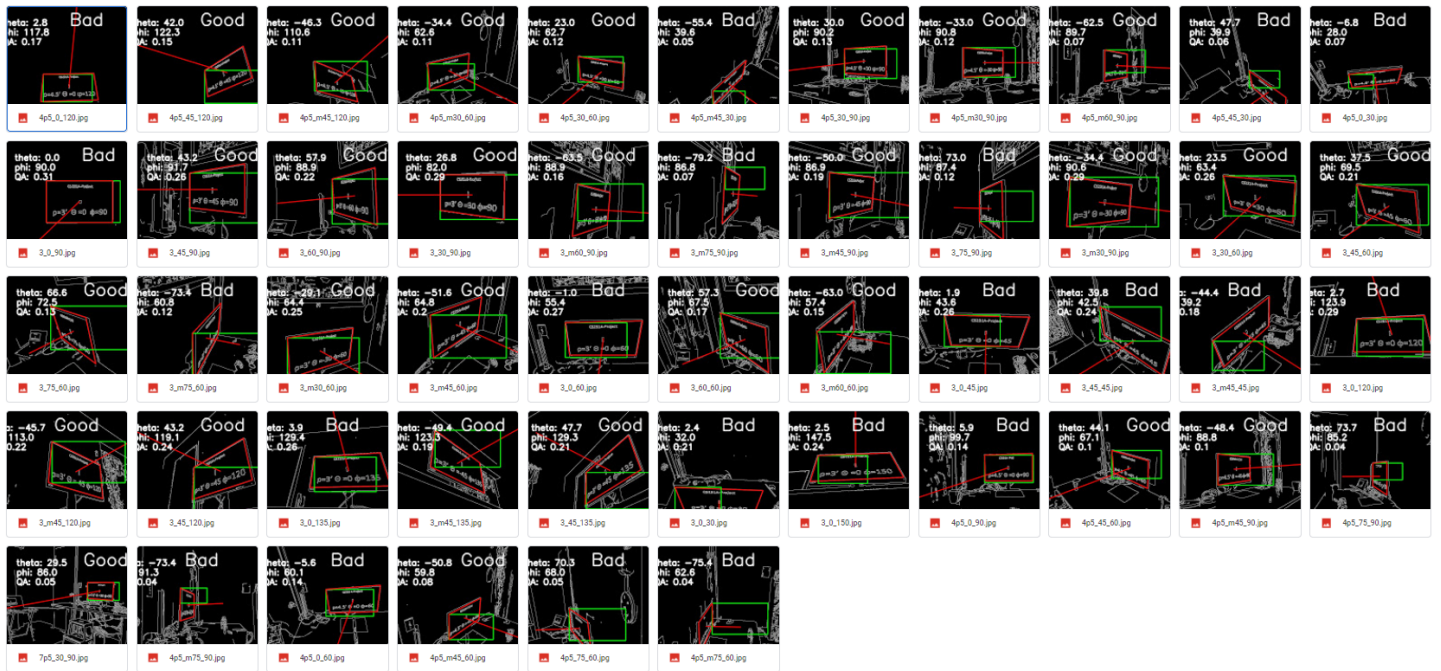 heta: 2.8 Bad
hi: 117.8
A: 0.17
4p5_0_120.jpg
theta: 42.0 Good
phi: 122.3
QA: 0.15
4p5_45_120.jpg
theta: -46.3 Good
phi: 110.6
QA: 0.11
4p5_m45_120.jpg
theta: -34.4 Good
phi: 62.6
QA: 0.11
4p5_m30_60.jpg
theta: 23.0 Good
phi: 62.7
QA: 0.12
4p5_30_60.jpg
theta: -55.4 Good
phi: 39.6
QA: 0.05
4p5_m45_30.jpg
theta: 30.0 Good
phi: 90.2
QA: 0.13
4p5_30_90.jpg
theta: -33.0 Good
phi: 90.8
QA: 0.12
4p5_m30_90.jpg
theta: -62.5 Good
phi: 89.7
QA: 0.07
4p5_m60_90.jpg
theta: 47.7 Bad
phi: 39.9
QA: 0.06
4p5_45_30.jpg
theta: -6.8 Bad
phi: 28.0
QA: 0.07
4p5_0_30.jpg
theta: 0.0 Bad
phi: 90.0
QA: 0.31
3_0_90.jpg
theta: 43.2 Good
phi: 91.7
QA: 0.26
3_45_90.jpg
theta: 57.9 Good
phi: 88.9
QA: 0.22
3_60_90.jpg
theta: 26.8 Good
phi: 82.0
QA: 0.29
3_30_90.jpg
theta: -63.5 Good
phi: 88.9
QA: 0.16
3_m60_90.jpg
theta: -79.2 Bad
phi: 86.8
QA: 0.07
3_m75_90.jpg
theta: -50.0 Good
phi: 86.9
QA: 0.19
3_m45_90.jpg
theta: 73.0 Bad
phi: 87.4
QA: 0.12
3_75_90.jpg
theta: -34.4 Good
phi: 90.6
QA: 0.29
3_m30_90.jpg
theta: 23.5 Good
phi: 63.4
QA: 0.26
3_30_60.jpg
theta: 37.5 Good
phi: 69.5
QA: 0.21
3_45_60.jpg
theta: 66.6 Good
phi: 72.5
QA: 0.13
3_75_60.jpg
theta: -73.4 Bad
phi: 60.8
QA: 0.12
3_m75_60.jpg
theta: -29.1 Good
phi: 64.4
QA: 0.25
3_m30_60.jpg
theta: -51.6 Good
phi: 64.8
QA: 0.2
3_m45_60.jpg
theta: -1.0 Bad
phi: 55.4
QA: 0.27
3_0_60.jpg
theta: 57.3 Good
phi: 67.5
QA: 0.17
3_60_60.jpg
theta: -63.0 Good
phi: 57.4
QA: 0.15
3_m60_60.jpg
theta: 1.9 Bad
phi: 43.6
QA: 0.26
3_0_45.jpg
theta: 39.8 Bad
phi: 42.5
QA: 0.24
3_45_45.jpg
a: -44.4 Bad
39.2
0.18
3_m45_45.jpg
theta: 2.7 Bad
phi: 123.9
QA: 0.29
3_0_120.jpg
a: -45.7 Good
113.0
0.22
3_m45_120.jpg
theta: 43.2 Good
phi: 119.1
QA: 0.24
3_45_120.jpg
theta: 3.9 Bad
phi: 129.4
QA: 0.26
3_0_135.jpg
theta: -49.4 Good
phi: 123.3
QA: 0.19
3_m45_135.jpg
theta: 47.7 Good
phi: 129.3
QA: 0.21
3_45_135.jpg
theta: 2.4 Bad
phi: 32.0
QA: 0.21
3_0_30.jpg
theta: 2.5 Bad
phi: 147.5
QA: 0.24
3_0_150.jpg
theta: 5.9 Bad
phi: 99.7
QA: 0.14
4p5_0_90.jpg
theta: 44.1 Good
phi: 67.1
QA: 0.1
4p5_45_60.jpg
theta: -48.4 Good
phi: 88.8
QA: 0.1
4p5_m45_90.jpg
theta: 73.7 Bad
phi: 85.2
QA: 0.04
4p5_75_90.jpg
theta: 29.5 Good
phi: 86.0
QA: 0.05
7p5_30_90.jpg
: -73.4 Bad
91.3
0.04
4p5_m75_90.jpg
theta: -5.6 Bad
phi: 60.1
QA: 0.14
4p5_0_60.jpg
theta: -50.8 Good
phi: 59.8
QA: 0.08
4p5_m45_60.jpg
theta: 70.3 Bad
phi: 68.0
QA: 0.05
4p5_75_60.jpg
theta: -75.4 Bad
phi: 62.6
QA: 0.04
4p5_m75_60.jpg